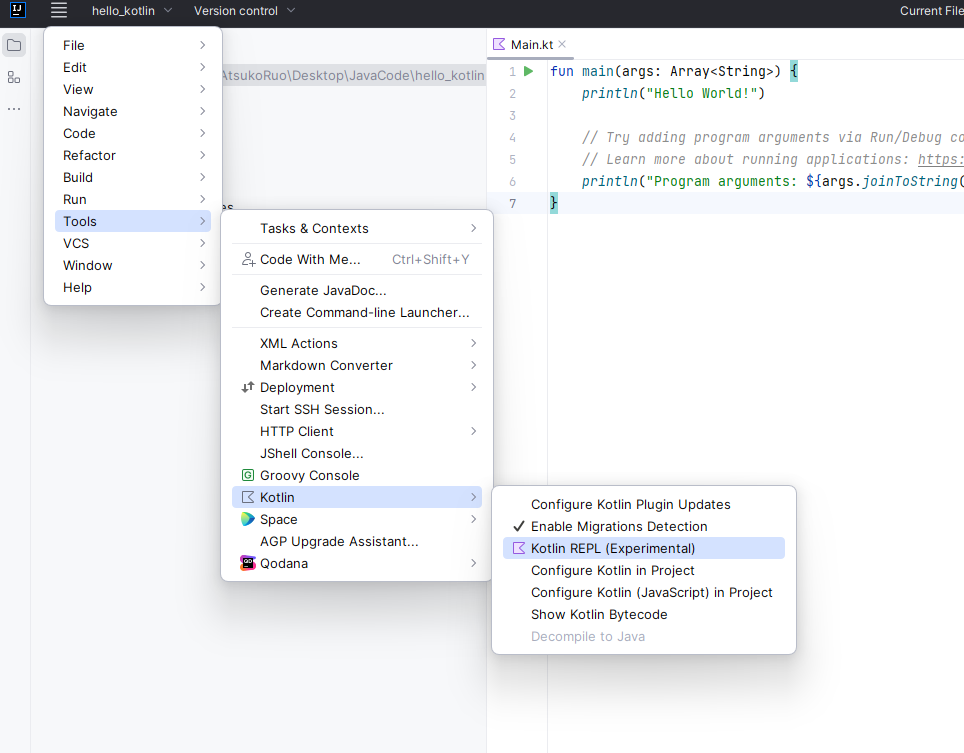 IJ
hello_kotlin
Version control
Current File
File
Edit
View
Navigate
Code
Refactor
Build
Run
Tools
VCS
Window
Help
AtsukoRuo\Desktop\JavaCode\hello_kotlin
Tasks & Contexts
Code With Me... Ctrl+Shift+Y
Generate JavaDoc...
Create Command-line Launcher...
XML Actions
Markdown Converter
Deployment
Start SSH Session...
HTTP Client
JShell Console...
G Groovy Console
Kotlin
Space
AGP Upgrade Assistant...
QD Qodana
Configure Kotlin Plugin Updates
✓ Enable Migrations Detection
Kotlin REPL (Experimental)
Configure Kotlin in Project
Configure Kotlin (JavaScript) in Project
Show Kotlin Bytecode
Decompile to Java
Main.kt ×
1 fun main(args: Array<String>) {
2 println("Hello World!")
3
4 // Try adding program arguments via Run/Debug co
5 // Learn more about running applications: https:
6 println("Program arguments: ${args.joinToString(
7 }